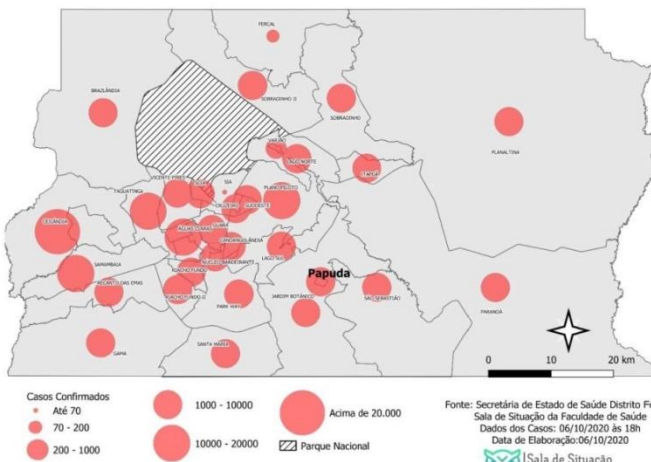 FERCAL
BRAZLÂNDIA
SOBRADINHO II
SOBRADINHO
PLANALTINA
VARJÃO
LAGO NORTE
ITAPOÃ
VICENTE PIRES
SCIA
SIA
TAGUATINGA
CRUZEIRO
SUDOESTE
PLANO PILOTO
CEILÂNDIA
ÁGUAS CLARAS
GUARÁ
CANDANGOLÂNDIA
NÚCLEO BANDEIRANTE
LAGO SUL
SAMAMBAIA
RIACHO FUNDO
Papuda
RECANTO DAS EMAS
RIACHO FUNDO II
PARK WAY
JARDIM BOTÂNICO
SÃO SEBASTIÃO
PARANOÁ
GAMA
SANTA MARIA
0 10 20 km
Casos Confirmados
Até 70
70 - 200
200 - 1000
1000 - 10000
10000 - 20000
Acima de 20.000
Parque Nacional
Fonte: Secretária de Estado de Saúde Distrito Fe
Sala de Situação da Faculdade de Saúde
Dados dos Casos: 06/10/2020 às 18h
Data de Elaboração:06/10/2020
Sala de Situação